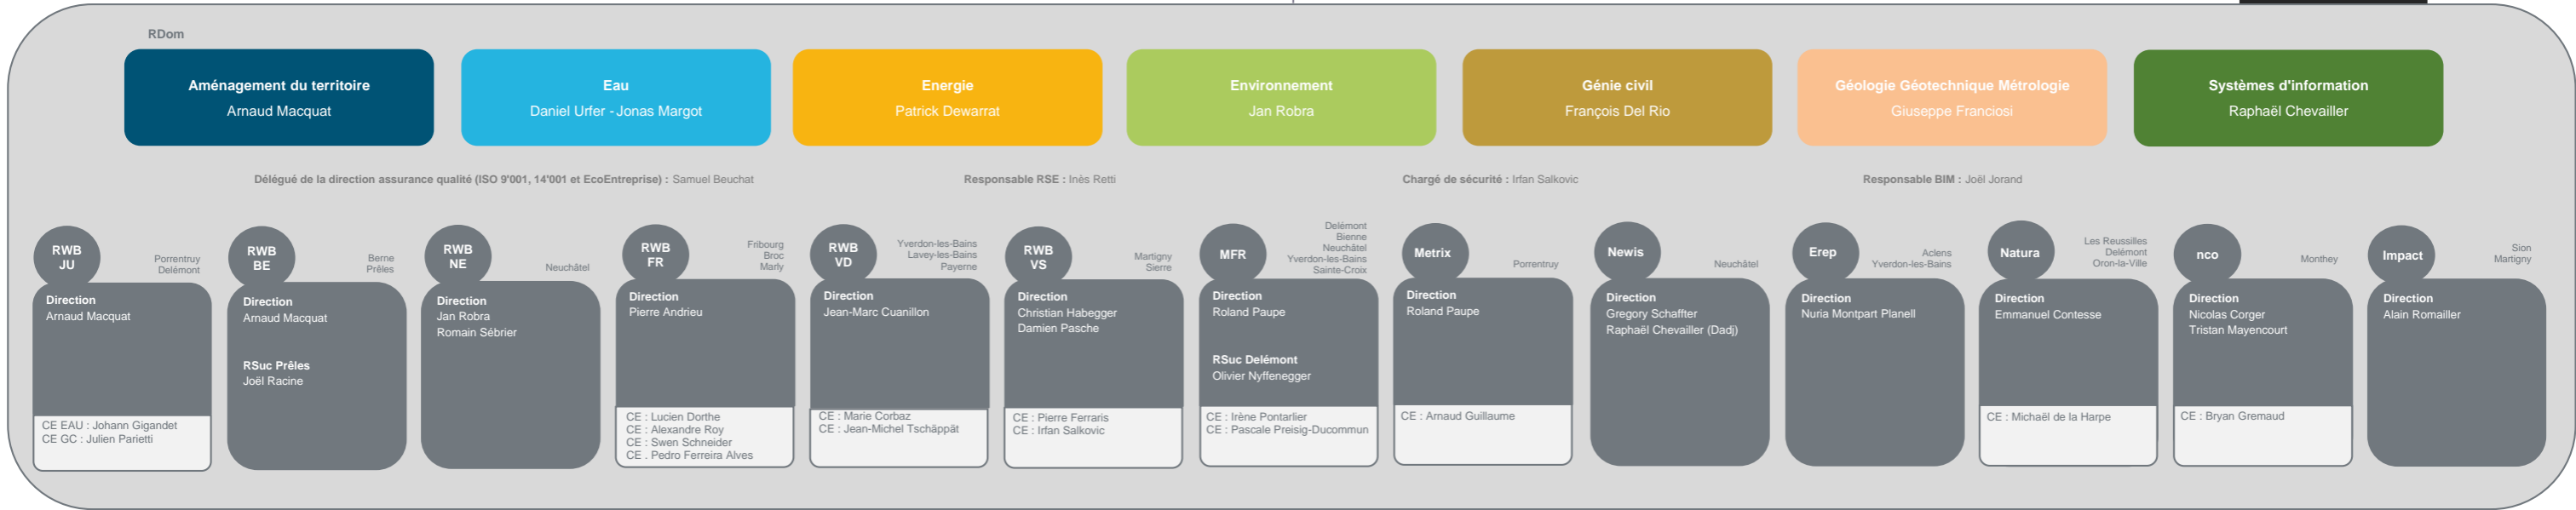 RDom
Aménagement du territoire
Arnaud Macquat
Eau
Daniel Urfer - Jonas Margot
Energie
Patrick Dewarrat
Environnement
Jan Robra
Génie civil
François Del Rio
Géologie Géotechnique Métrologie
Giuseppe Franciosi
Systèmes d'information
Raphaël Chevailler
Délégué de la direction assurance qualité (ISO 9'001, 14'001 et EcoEntreprise) : Samuel Beuchat
Responsable RSE : Inès Retti
Chargé de sécurité : Irfan Salkovic
Responsable BIM : Joël Jorand
RWB
JU
Porrentruy
Delémont
Direction
Arnaud Macquat
CE EAU : Johann Gigandet
CE GC : Julien Parietti
RWB
BE
Berne
Prêles
Direction
Arnaud Macquat
RSuc Prêles
Joël Racine
RWB
NE
Neuchâtel
Direction
Jan Robra
Romain Sébrier
RWB
FR
Fribourg
Broc
Marly
Direction
Pierre Andrieu
CE : Lucien Dorthe
CE : Alexandre Roy
CE : Swen Schneider
CE . Pedro Ferreira Alves
RWB
VD
Yverdon-les-Bains
Lavey-les-Bains
Payerne
Direction
Jean-Marc Cuanillon
CE : Marie Corbaz
CE : Jean-Michel Tschäppät
RWB
VS
Martigny
Sierre
Direction
Christian Habegger
Damien Pasche
CE : Pierre Ferraris
CE : Irfan Salkovic
MFR
Delémont
Bienne
Neuchâtel
Yverdon-les-Bains
Sainte-Croix
Direction
Roland Paupe
RSuc Delémont
Olivier Nyffenegger
CE : Irène Pontarlier
CE : Pascale Preisig-Ducommun
Metrix
Porrentruy
Direction
Roland Paupe
CE : Arnaud Guillaume
Newis
Neuchâtel
Direction
Gregory Schaffter
Raphaël Chevailler (Dadj)
Erep
Aclens
Yverdon-les-Bains
Direction
Nuria Montpart Planell
Natura
Les Reussilles
Delémont
Oron-la-Ville
Direction
Emmanuel Contesse
CE : Michaël de la Harpe
nco
Monthey
Direction
Nicolas Corger
Tristan Mayencourt
CE : Bryan Gremaud
Impact
Sion
Martigny
Direction
Alain Romailler